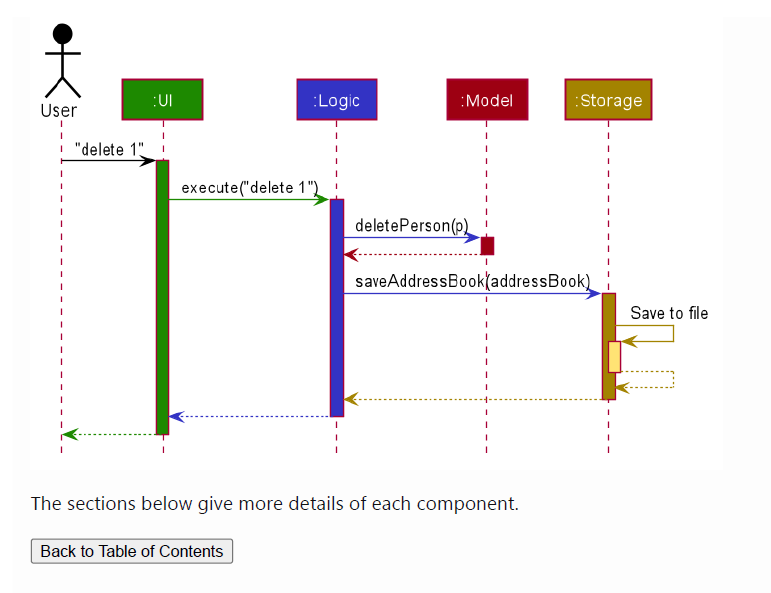 User
:UI
:Logic
:Model
:Storage
"delete 1"
execute("delete 1")
deletePerson(p)
saveAddressBook(addressBook)
Save to file
The sections below give more details of each component.
Back to Table of Contents